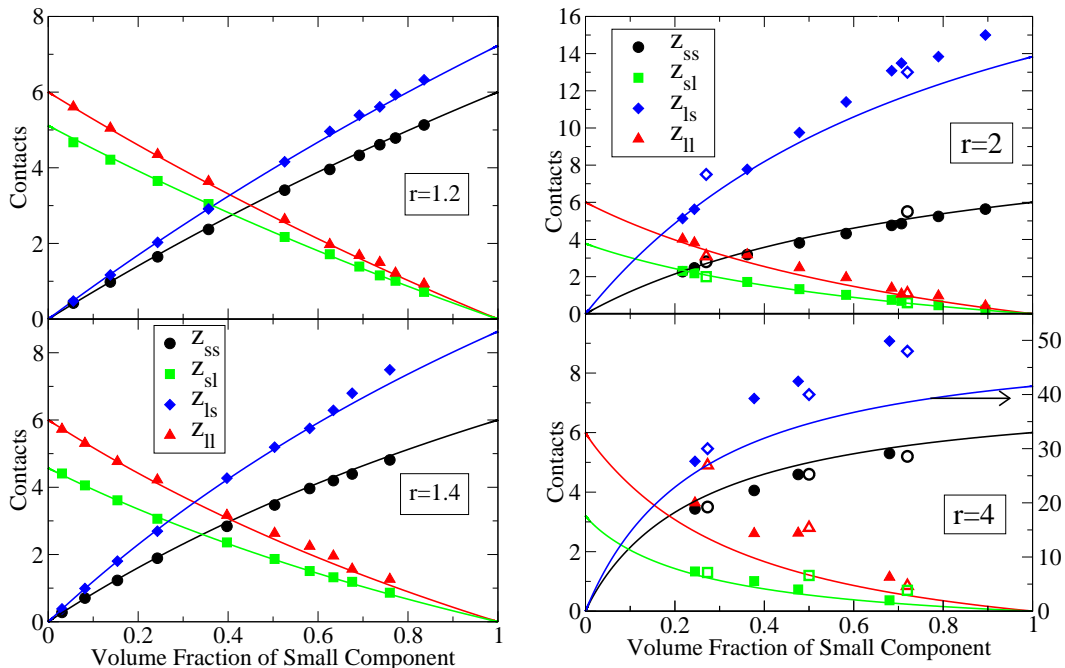 8
6
4
2
0
Contacts
r=1.2
16
14
12
10
8
6
4
2
0
Contacts
z_ss
z_sl
z_ls
z_ll
r=2
8
6
4
2
0
Contacts
z_ss
z_sl
z_ls
z_ll
r=1.4
0 0.2 0.4 0.6 0.8 1
Volume Fraction of Small Component
8
6
4
2
0
Contacts
50
40
30
20
10
0
r=4
0 0.2 0.4 0.6 0.8 1
Volume Fraction of Small Component